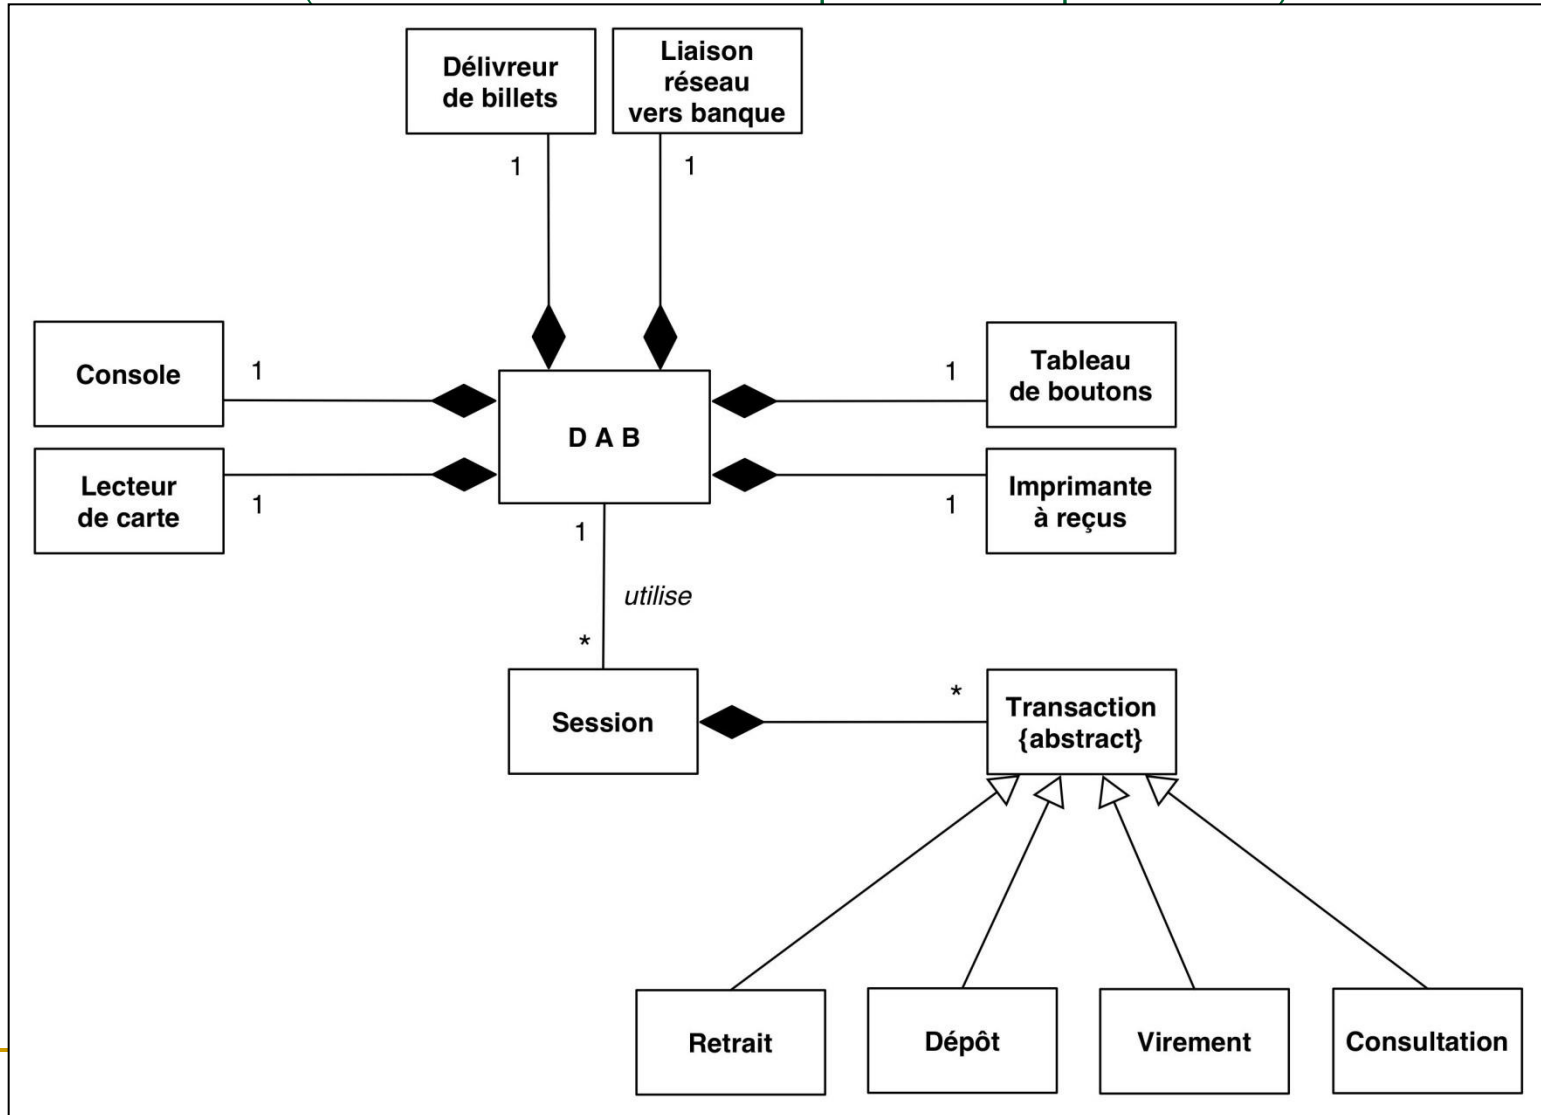 Délivreur
de billets
Liaison
réseau
vers banque
1
1
Console
1
Tableau
de boutons
1
D A B
Lecteur
de carte
1
Imprimante
à reçus
1
1
utilise
*
Session
*
Transaction
{abstract}
Retrait
Dépôt
Virement
Consultation